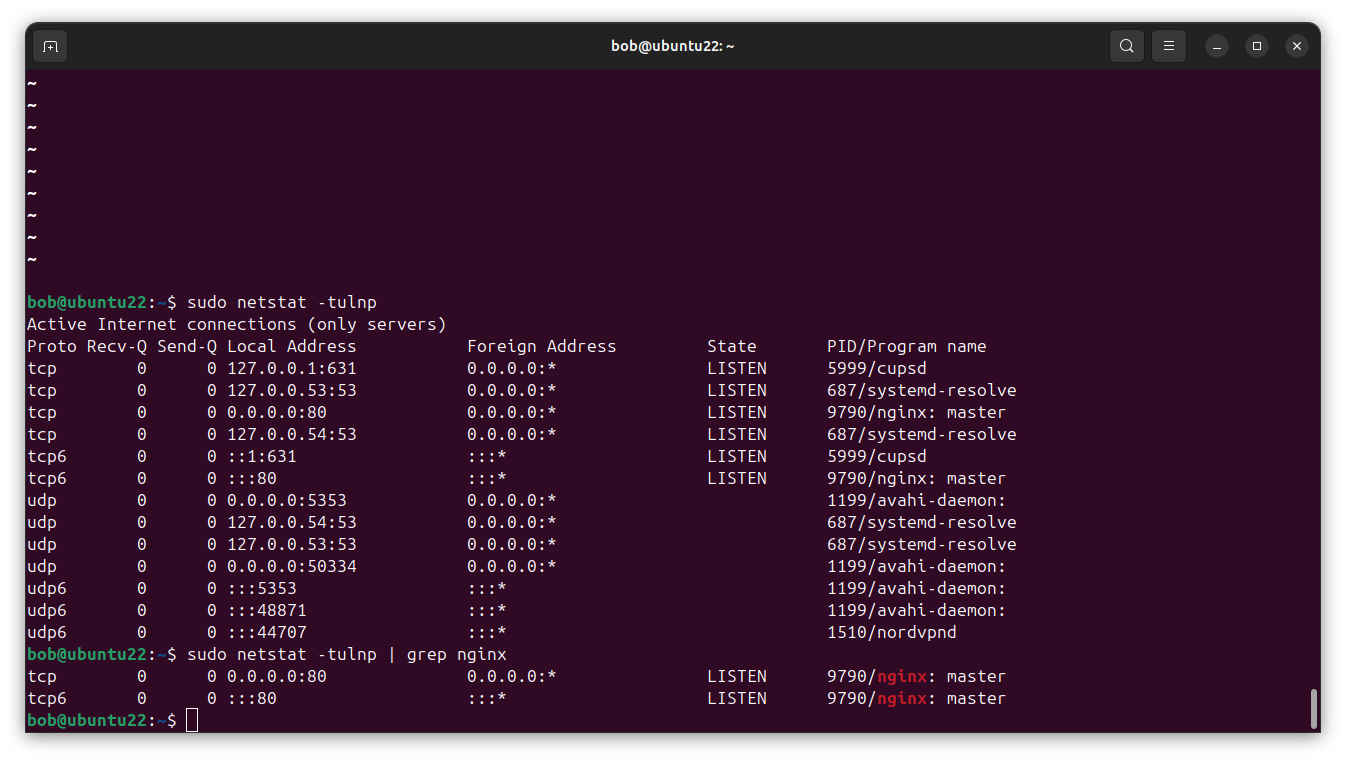 bob@ubuntu22: ~
~
~
~
~
~
~
~
~
~
bob@ubuntu22:~$ sudo netstat -tulnp
Active Internet connections (only servers)
Proto Recv-Q Send-Q Local Address           Foreign Address         State       PID/Program name
tcp        0      0 127.0.0.1:631           0.0.0.0:*               LISTEN      5999/cupsd
tcp        0      0 127.0.0.53:53           0.0.0.0:*               LISTEN      687/systemd-resolve
tcp        0      0 0.0.0.0:80              0.0.0.0:*               LISTEN      9790/nginx: master
tcp        0      0 127.0.0.54:53           0.0.0.0:*               LISTEN      687/systemd-resolve
tcp6       0      0 ::1:631                 :::*                    LISTEN      5999/cupsd
tcp6       0      0 :::80                   :::*                    LISTEN      9790/nginx: master
udp        0      0 0.0.0.0:5353            0.0.0.0:*                           1199/avahi-daemon:
udp        0      0 127.0.0.54:53           0.0.0.0:*                           687/systemd-resolve
udp        0      0 127.0.0.53:53           0.0.0.0:*                           687/systemd-resolve
udp        0      0 0.0.0.0:50334           0.0.0.0:*                           1199/avahi-daemon:
udp6       0      0 :::5353                 :::*                                1199/avahi-daemon:
udp6       0      0 :::48871                :::*                                1199/avahi-daemon:
udp6       0      0 :::44707                :::*                                1510/nordvpnd
bob@ubuntu22:~$ sudo netstat -tulnp | grep nginx
tcp        0      0 0.0.0.0:80              0.0.0.0:*               LISTEN      9790/nginx: master
tcp6       0      0 :::80                   :::*                    LISTEN      9790/nginx: master
bob@ubuntu22:~$